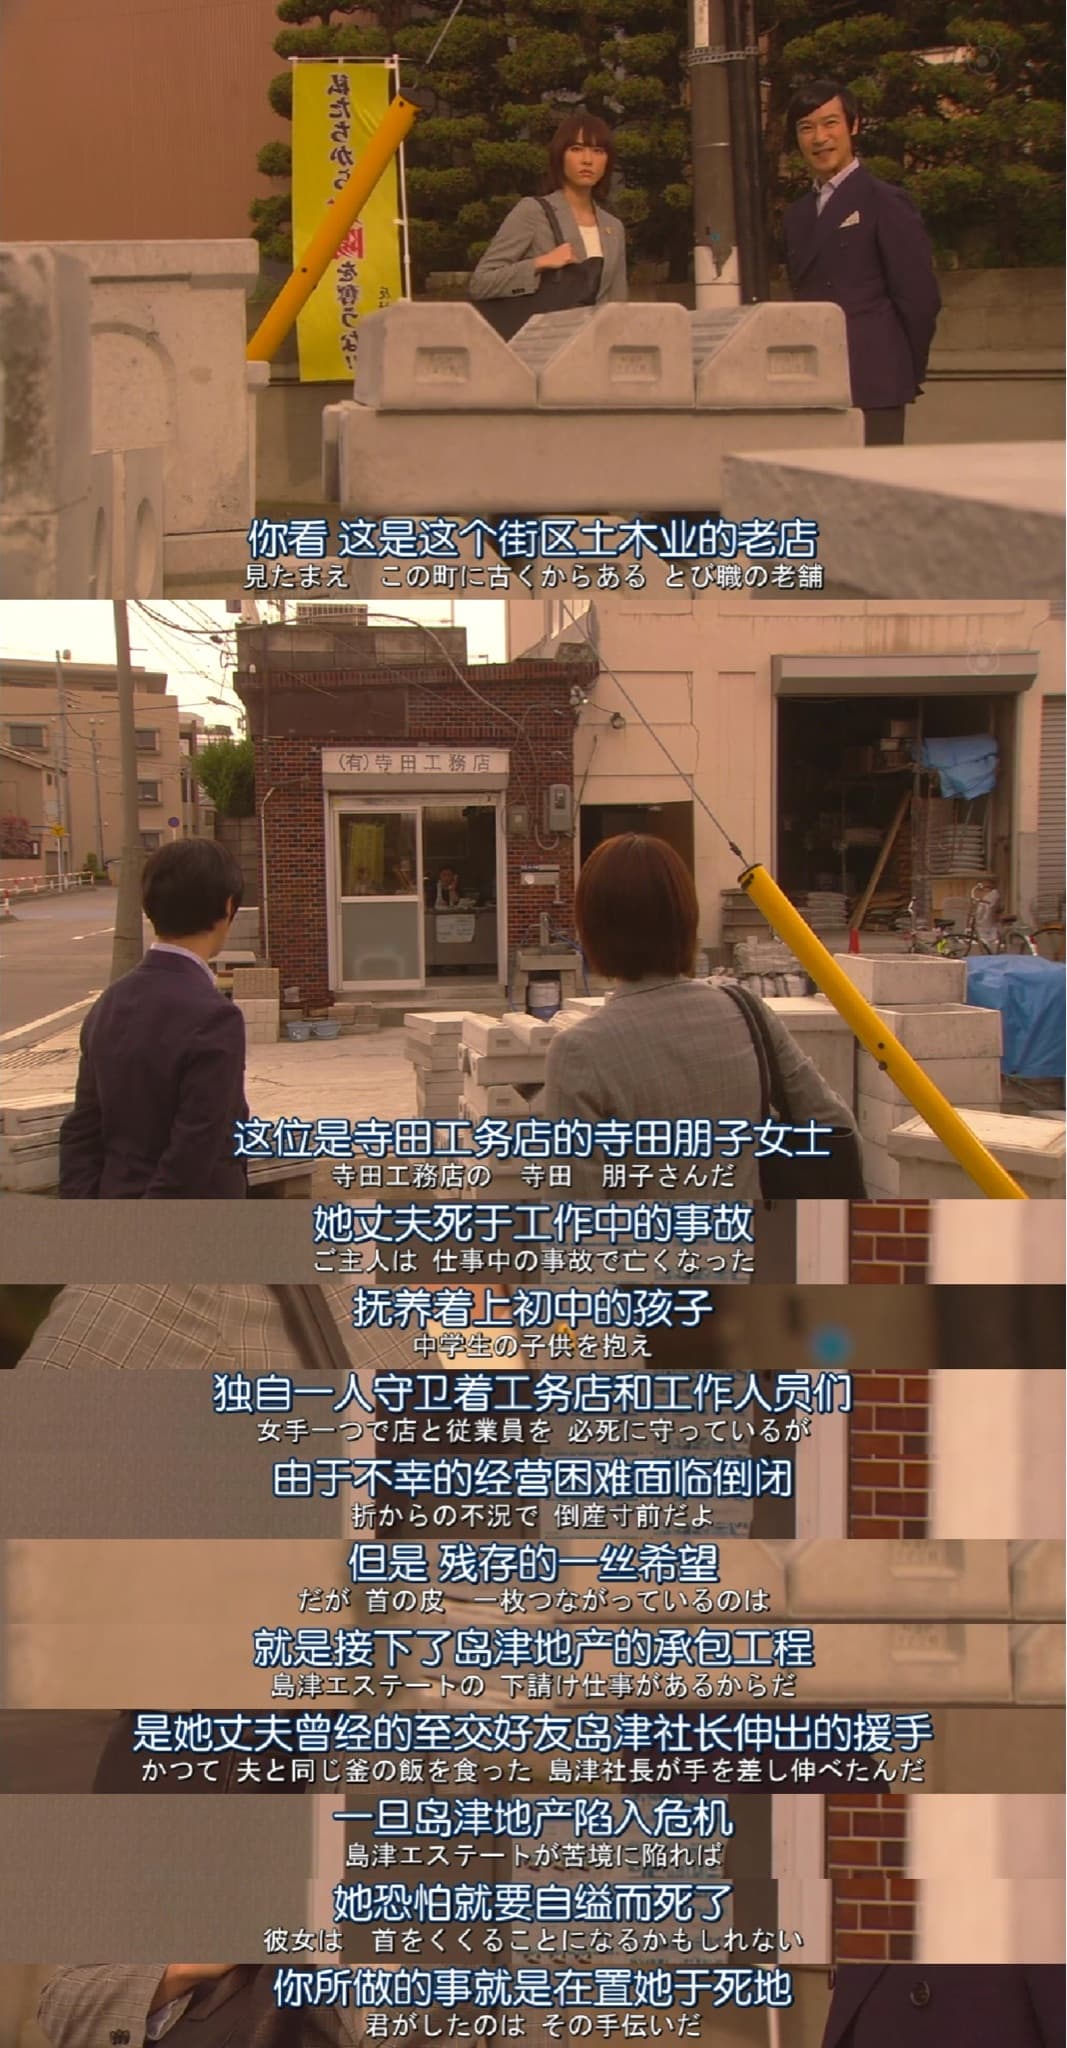 私たちから
陽を奪うな!!
你看 这是这个街区土木业的老店
見たまえ この町に古くからある とび職の老舗
(有)寺田工務店
这位是寺田工务店的寺田朋子女士
寺田工務店の 寺田 朋子さんだ
她丈夫死于工作中的事故
ご主人は 仕事中の事故で亡くなった
抚养着上初中的孩子
中学生の子供を抱え
独自一人守卫着工务店和工作人员们
女手一つで店と従業員を 必死に守っているが
由于不幸的经营困难面临倒闭
折からの不況で 倒産寸前だよ
但是 残存的一丝希望
だが 首の皮 一枚つながっているのは
就是接下了岛津地产的承包工程
島津エステートの 下請け仕事があるからだ
是她丈夫曾经的至交好友岛津社长伸出的援手
かつて 夫と同じ釜の飯を食った 島津社長が手を差し伸べたんだ
一旦岛津地产陷入危机
島津エステートが苦境に陥れば
她恐怕就要自缢而死了
彼女は 首をくくることになるかもしれない
你所做的事就是在置她于死地
君がしたのは その手伝いだ